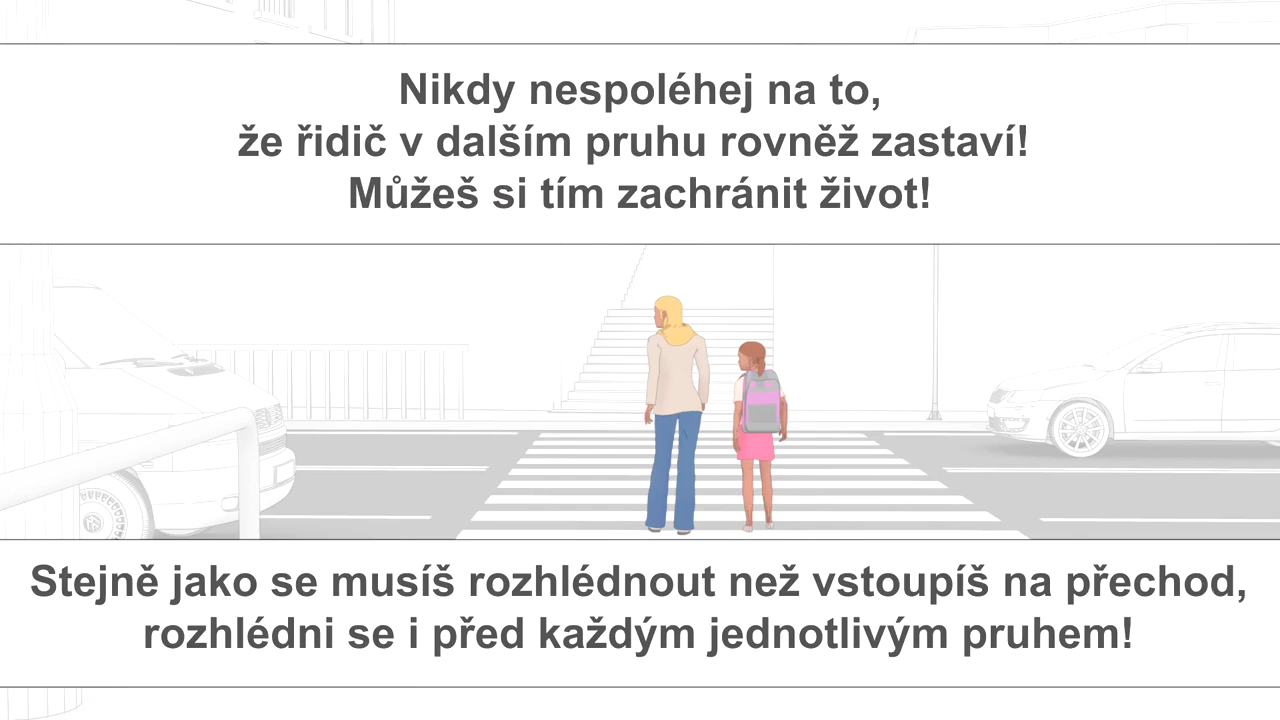 Nikdy nespoléhej na to,
že řidič v dalším pruhu rovněž zastaví!
Můžeš si tím zachránit život!
Stejně jako se musíš rozhlédnout než vstoupíš na přechod,
rozhlédni se i před každým jednotlivým pruhem!